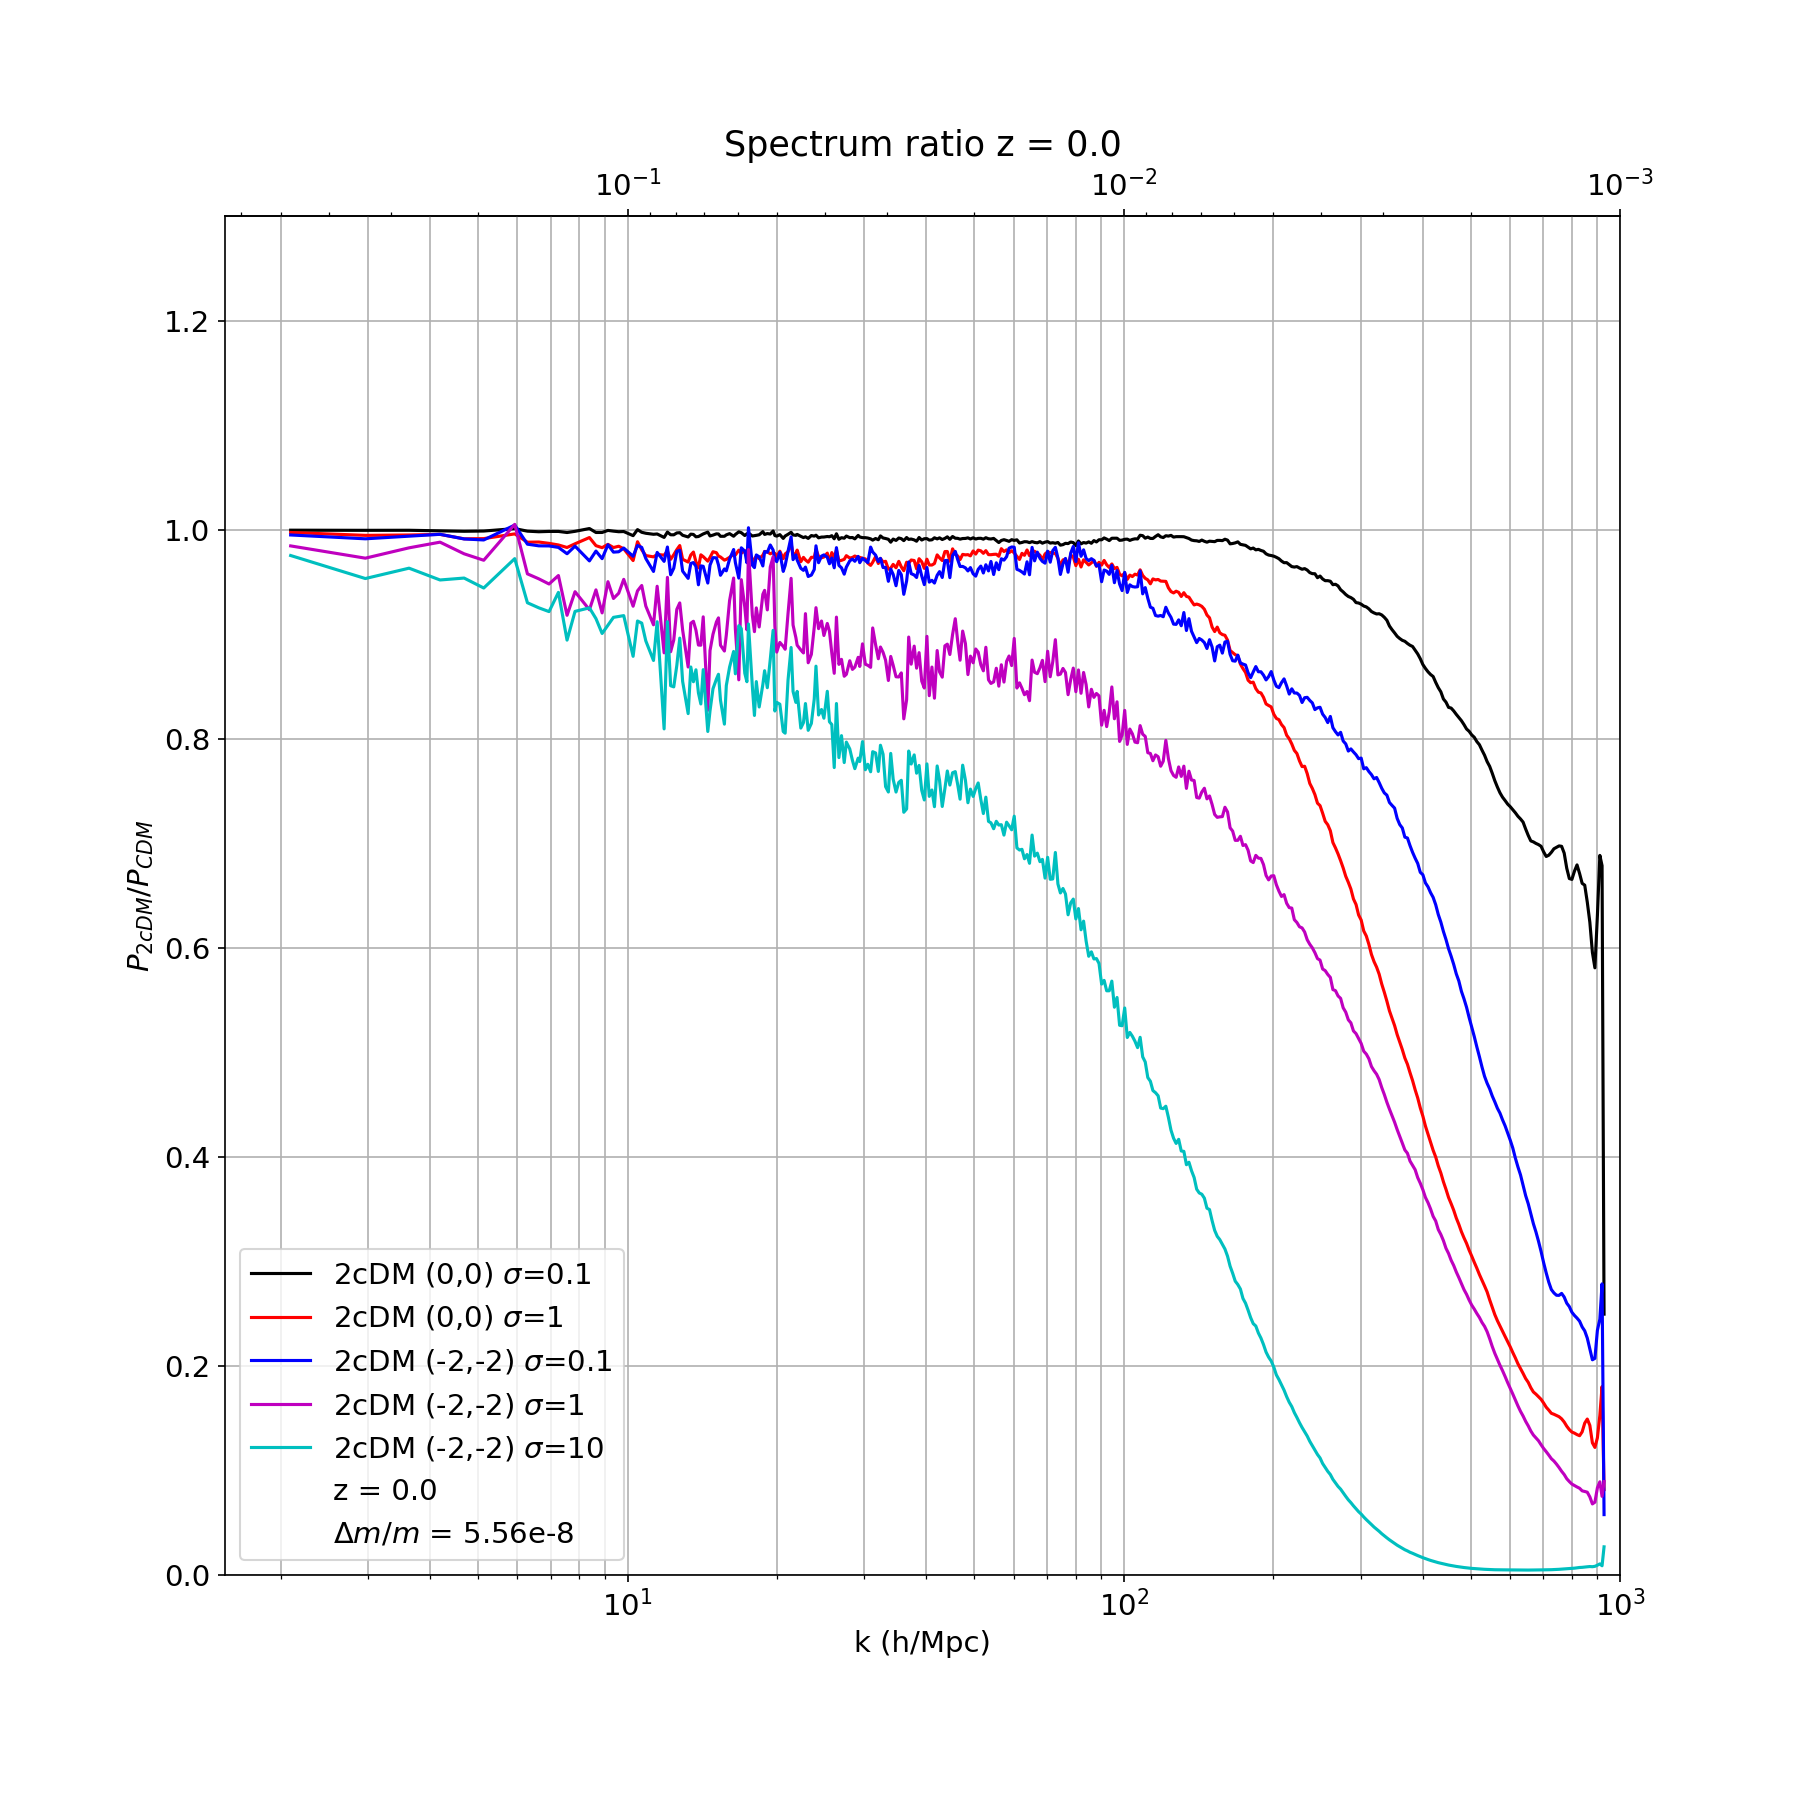 Spectrum ratio z = 0.0
10⁻¹ 10⁻² 10⁻³
1.2
1.0
0.8
0.6
0.4
0.2
0.0
P₂cDM/PCDM
2cDM (0,0) σ=0.1
2cDM (0,0) σ=1
2cDM (-2,-2) σ=0.1
2cDM (-2,-2) σ=1
2cDM (-2,-2) σ=10
z = 0.0
Δm/m = 5.56e-8
10¹ 10² 10³
k (h/Mpc)